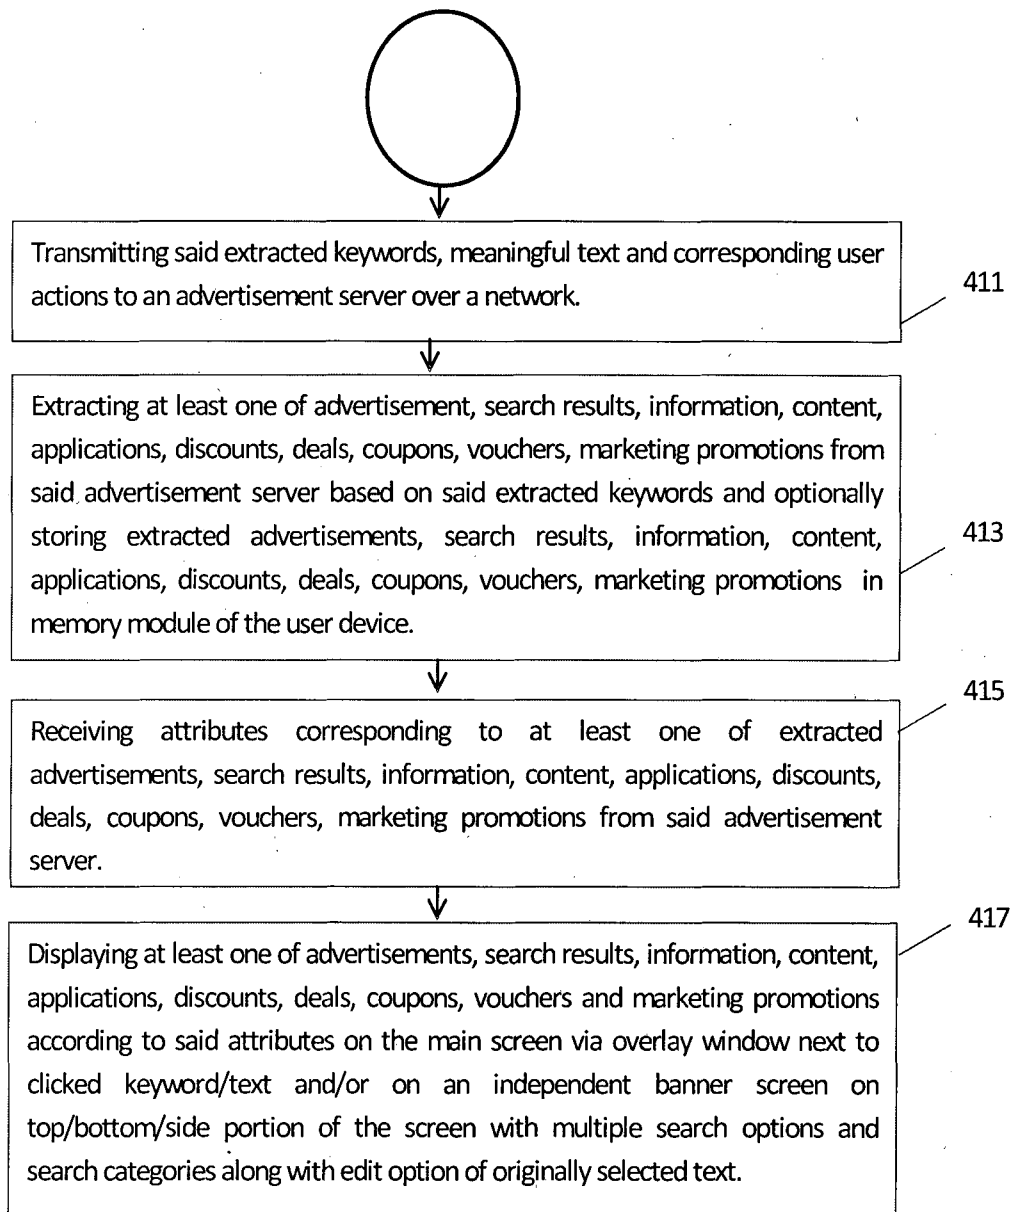 Transmitting said extracted keywords, meaningful text and corresponding user
actions to an advertisement server over a network.
411
Extracting at least one of advertisement, search results, information, content,
applications, discounts, deals, coupons, vouchers, marketing promotions from
said advertisement server based on said extracted keywords and optionally
storing extracted advertisements, search results, information, content,
applications, discounts, deals, coupons, vouchers, marketing promotions in
memory module of the user device.
413
Receiving attributes corresponding to at least one of extracted
advertisements, search results, information, content, applications, discounts,
deals, coupons, vouchers, marketing promotions from said advertisement
server.
415
Displaying at least one of advertisements, search results, information, content,
applications, discounts, deals, coupons, vouchers and marketing promotions
according to said attributes on the main screen via overlay window next to
clicked keyword/text and/or on an independent banner screen on
top/bottom/side portion of the screen with multiple search options and
search categories along with edit option of originally selected text.
417